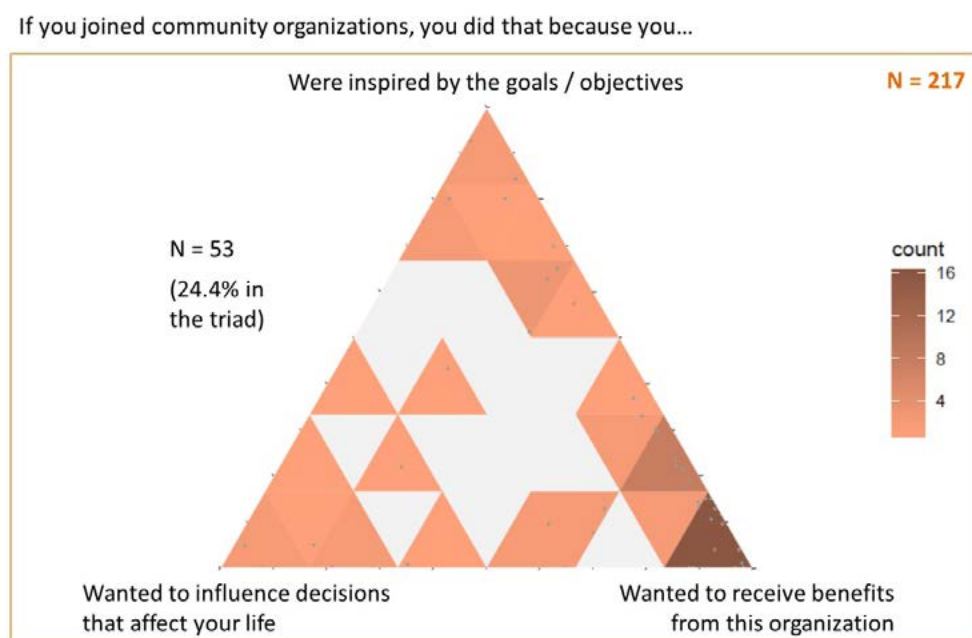 If you joined community organizations, you did that because you...
Were inspired by the goals / objectives
N = 217
N = 53
(24.4% in
the triad)
count
16
12
8
4
Wanted to influence decisions
that affect your life
Wanted to receive benefits
from this organization